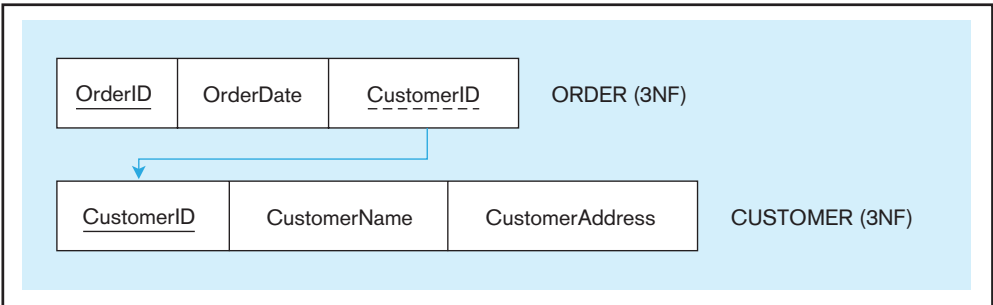 OrderID OrderDate CustomerID ORDER (3NF)
CustomerID CustomerName CustomerAddress CUSTOMER (3NF)